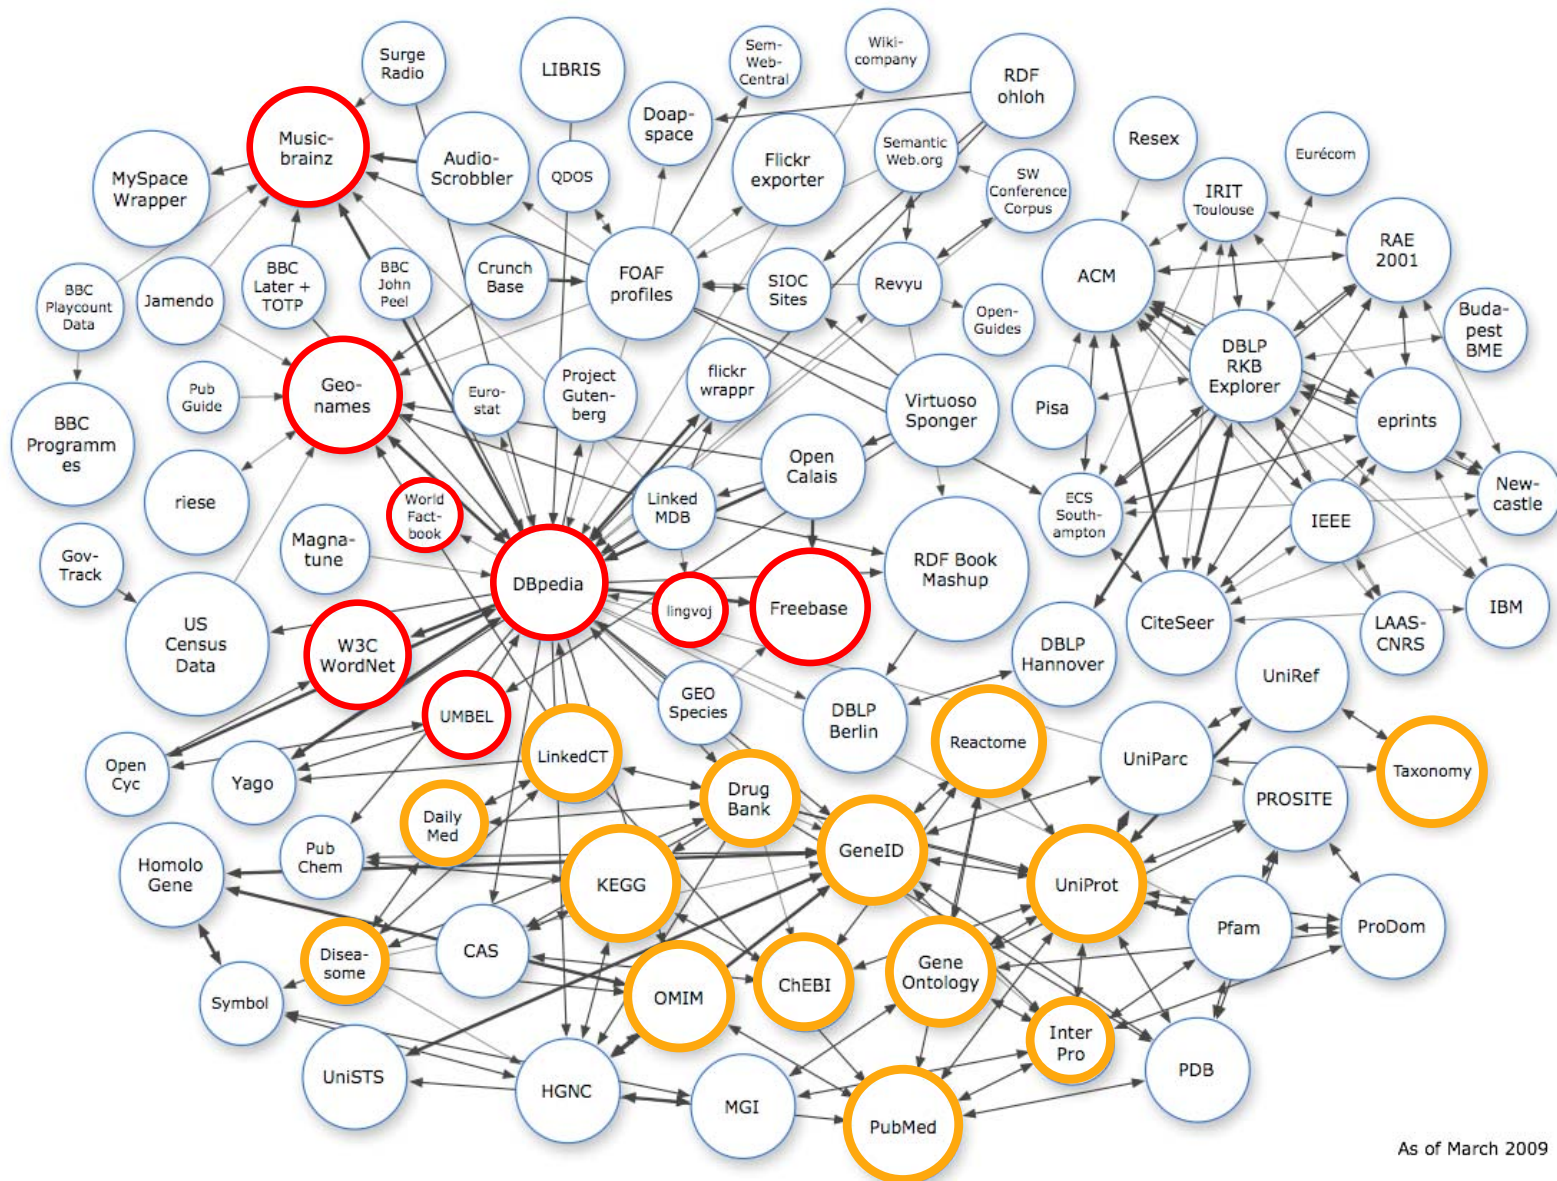 Surge
Radio
LIBRIS
Sem-
Web-
Central
Wiki-
company
RDF
ohloh
Music-
brainz
Doap-
space
Resex
Eurécom
MySpace
Wrapper
Audio-
Scrobbler
QDOS
Flickr
exporter
Semantic
Web.org
SW
Conference
Corpus
IRIT
Toulouse
RAE
2001
BBC
Playcount
Data
Jamendo
BBC
Later +
TOTP
BBC
John
Peel
Crunch
Base
FOAF
profiles
SIOC
Sites
Revyu
Open-
Guides
ACM
Buda-
pest
BME
DBLP
RKB
Explorer
Pub
Guide
Geo-
names
Euro-
stat
Project
Guten-
berg
flickr
wrappr
Virtuoso
Sponger
Pisa
eprints
BBC
Programm
es
riese
World
Fact-
book
Linked
MDB
Open
Calais
ECS
South-
ampton
IEEE
New-
castle
Gov-
Track
Magna-
tune
DBpedia
lingvoj
Freebase
RDF Book
Mashup
CiteSeer
LAAS-
CNRS
IBM
US
Census
Data
W3C
WordNet
DBLP
Hannover
UniRef
UMBEL
GEO
Species
DBLP
Berlin
Open
Cyc
Yago
LinkedCT
Reactome
UniParc
Taxonomy
Daily
Med
Drug
Bank
PROSITE
Homolo
Gene
Pub
Chem
KEGG
GeneID
UniProt
Disea-
some
CAS
Pfam
ProDom
Symbol
OMIM
ChEBI
Gene
Ontology
Inter
Pro
UniSTS
HGNC
MGI
PubMed
PDB
As of March 2009